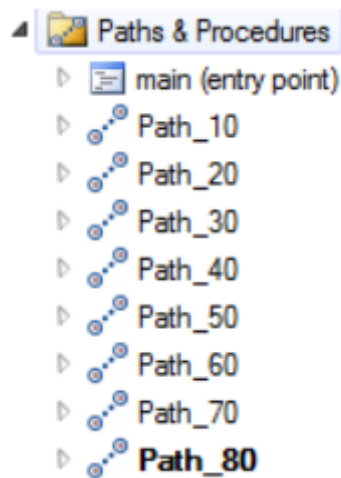 Paths & Procedures
main (entry point)
Path_10
Path_20
Path_30
Path_40
Path_50
Path_60
Path_70
Path_80